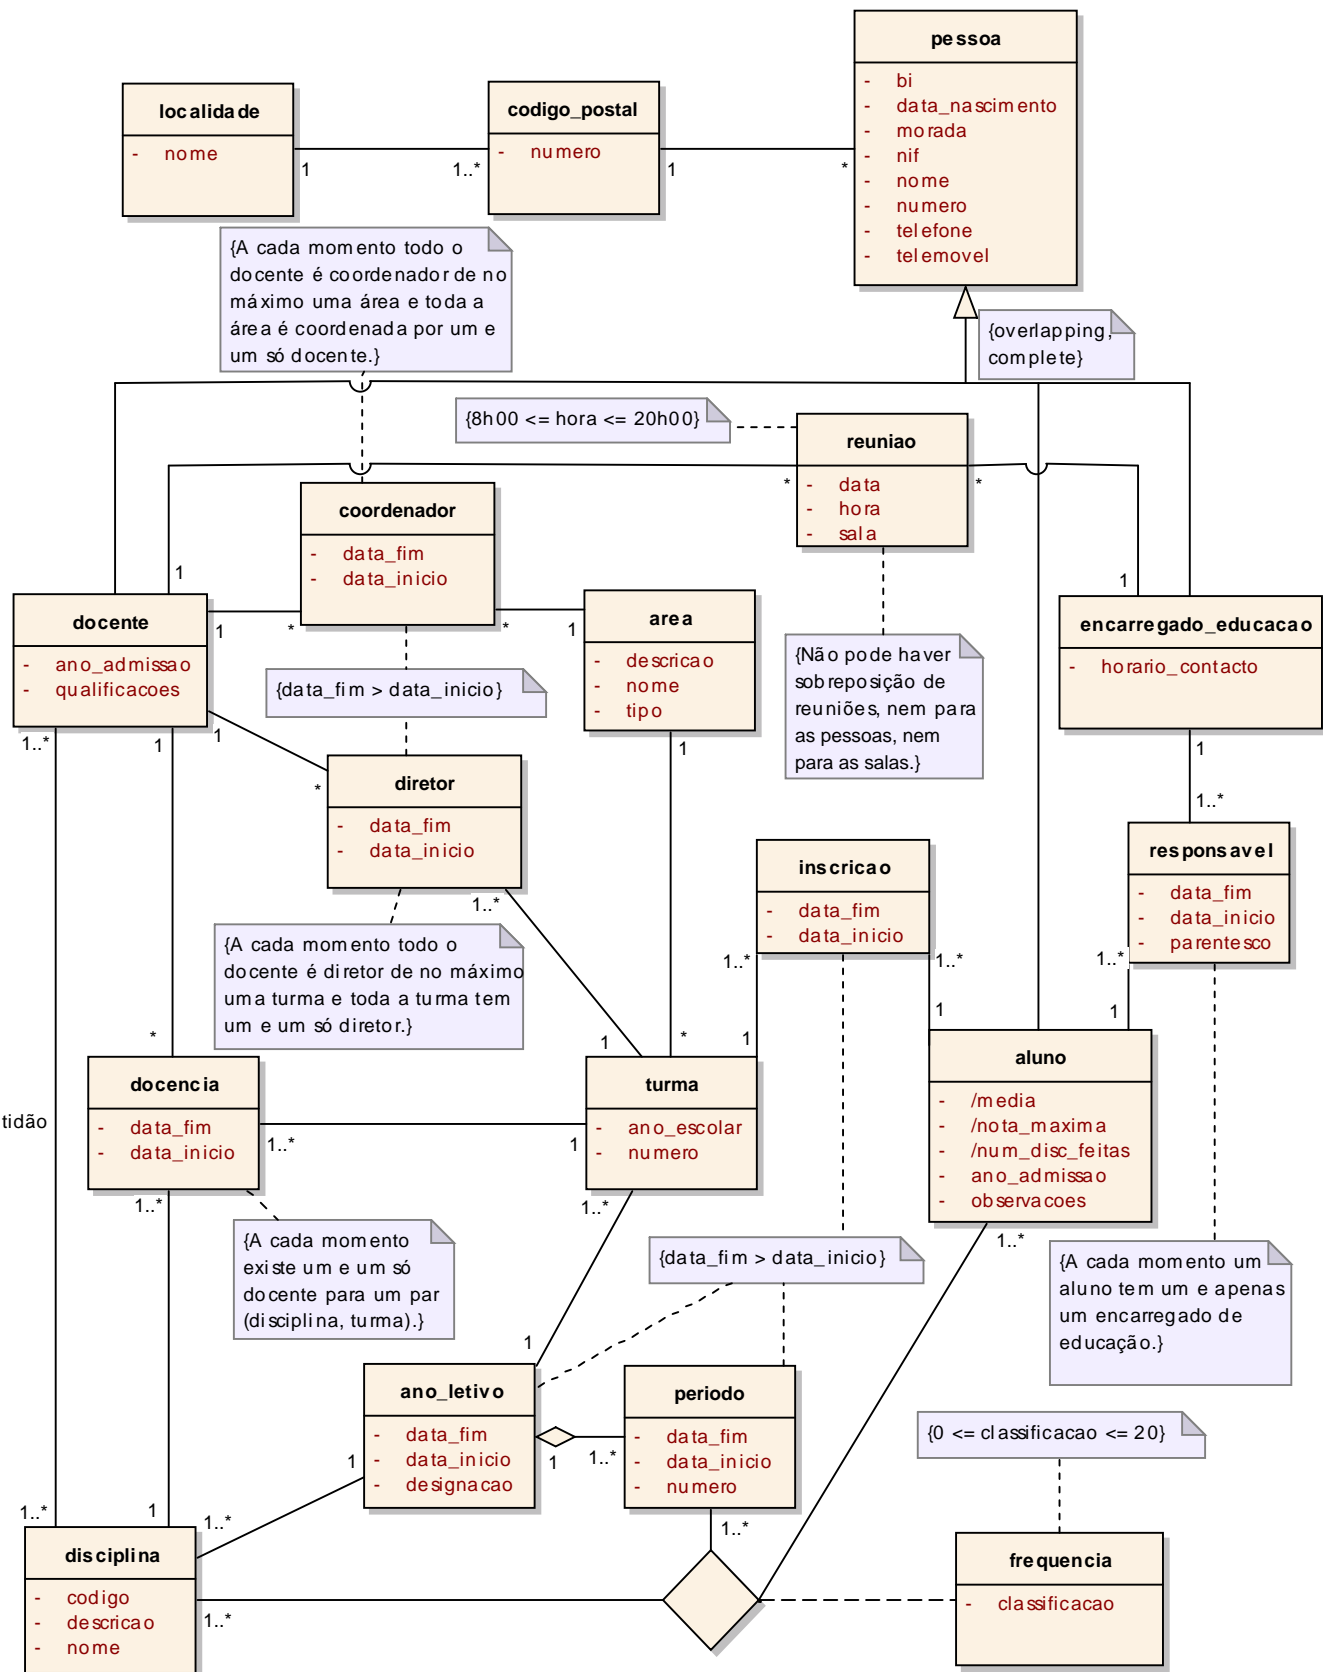 pessoa
- bi
- data_nascimento
- morada
- nif
- nome
- numero
- telefone
- telemovel
localidade
- nome
1
1..*
codigo_postal
- numero
1
*
{A cada momento todo o
docente é coordenador de no
máximo uma área e toda a
área é coordenada por um e
um só docente.}
{overlapping,
complete}
{8h00 <= hora <= 20h00}
reuniao
- data
- hora
- sala
*
*
coordenador
- data_fim
- data_inicio
1
1
docente
- ano_admissao
- qualificacoes
1
*
*
1
area
- descricao
- nome
- tipo
encarregado_educacao
- horario_contacto
{Não pode haver
sobreposição de
reuniões, nem para
as pessoas, nem
para as salas.}
{data_fim > data_inicio}
1..*
1
1
*
1
1
1..*
diretor
- data_fim
- data_inicio
1..*
inscricao
- data_fim
- data_inicio
1..*
1..*
responsavel
- data_fim
- data_inicio
- parentesco
1..*
{A cada momento todo o
docente é diretor de no máximo
uma turma e toda a turma tem
um e um só diretor.}
*
1
*
1
1
1
docencia
- data_fim
- data_inicio
1..*
1
turma
- ano_escolar
- numero
aluno
- /media
- /nota_maxima
- /num_disc_feitas
- ano_admissao
- observacoes
tidão
1..*
1..*
1..*
{A cada momento
existe um e um só
docente para um par
(disciplina, turma).}
{data_fim > data_inicio}
{A cada momento um
aluno tem um e apenas
um encarregado de
educação.}
1
ano_letivo
- data_fim
- data_inicio
- designacao
1
1
1..*
periodo
- data_fim
- data_inicio
- numero
{0 <= classificacao <= 20}
1..*
1
1..*
1..*
disciplina
- codigo
- descricao
- nome
1..*
frequencia
- classificacao